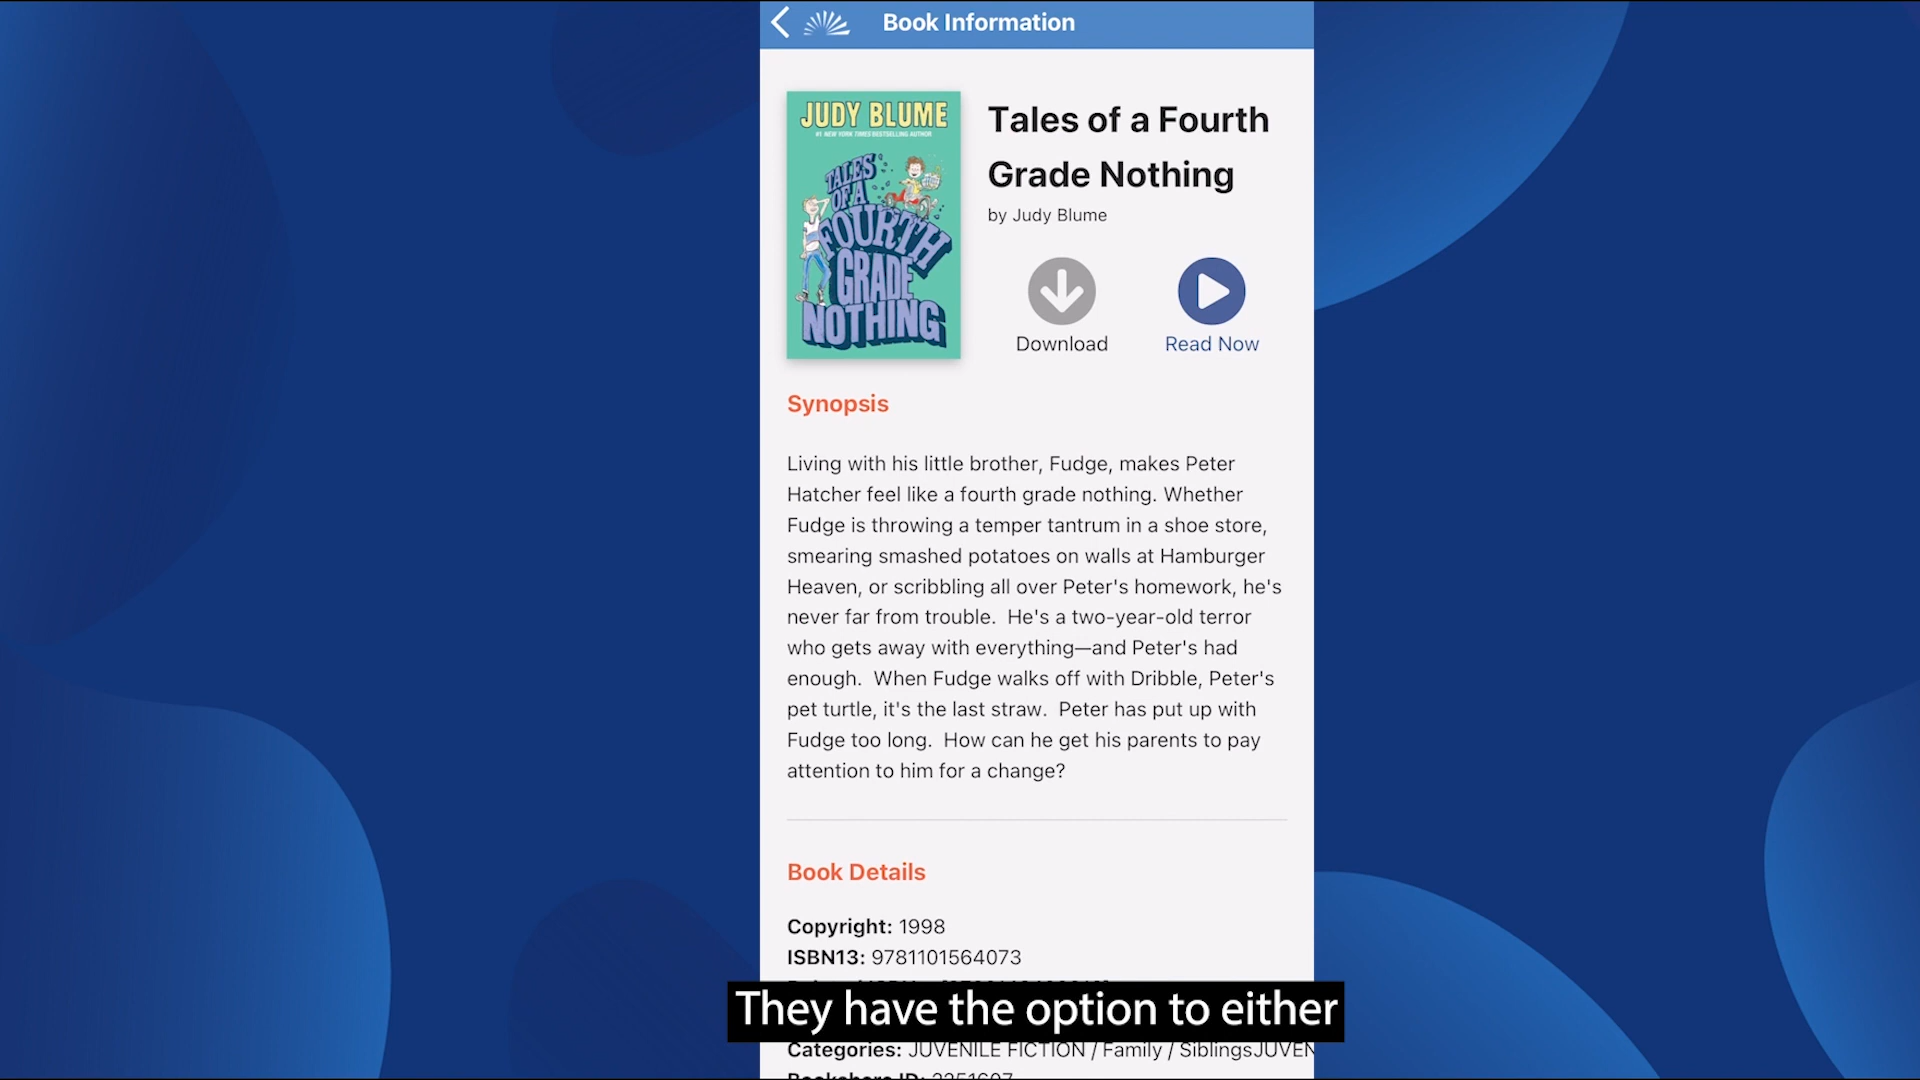 Book Information
JUDY BLUME
#1 NEW YORK TIMES BESTSELLING AUTHOR
TALES
OF A
FOURTH
GRADE
NOTHING
Tales of a Fourth
Grade Nothing
by Judy Blume
Download
Read Now
Synopsis
Living with his little brother, Fudge, makes Peter
Hatcher feel like a fourth grade nothing. Whether
Fudge is throwing a temper tantrum in a shoe store,
smearing smashed potatoes on walls at Hamburger
Heaven, or scribbling all over Peter's homework, he's
never far from trouble. He's a two-year-old terror
who gets away with everything—and Peter's had
enough. When Fudge walks off with Dribble, Peter's
pet turtle, it's the last straw. Peter has put up with
Fudge too long. How can he get his parents to pay
attention to him for a change?
Book Details
Copyright: 1998
ISBN13: 9781101564073
They have the option to either
Categories: JUVENILE FICTION / Family / SiblingsJUVEN